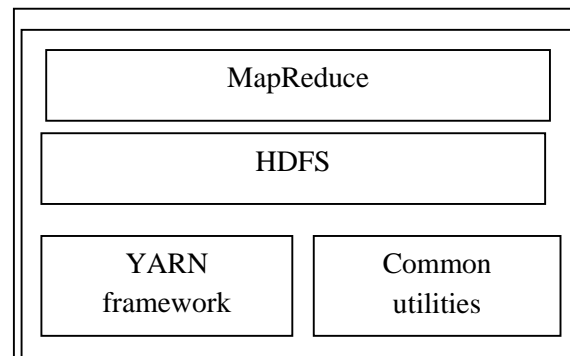 MapReduce
HDFS
YARN
framework
Common
utilities